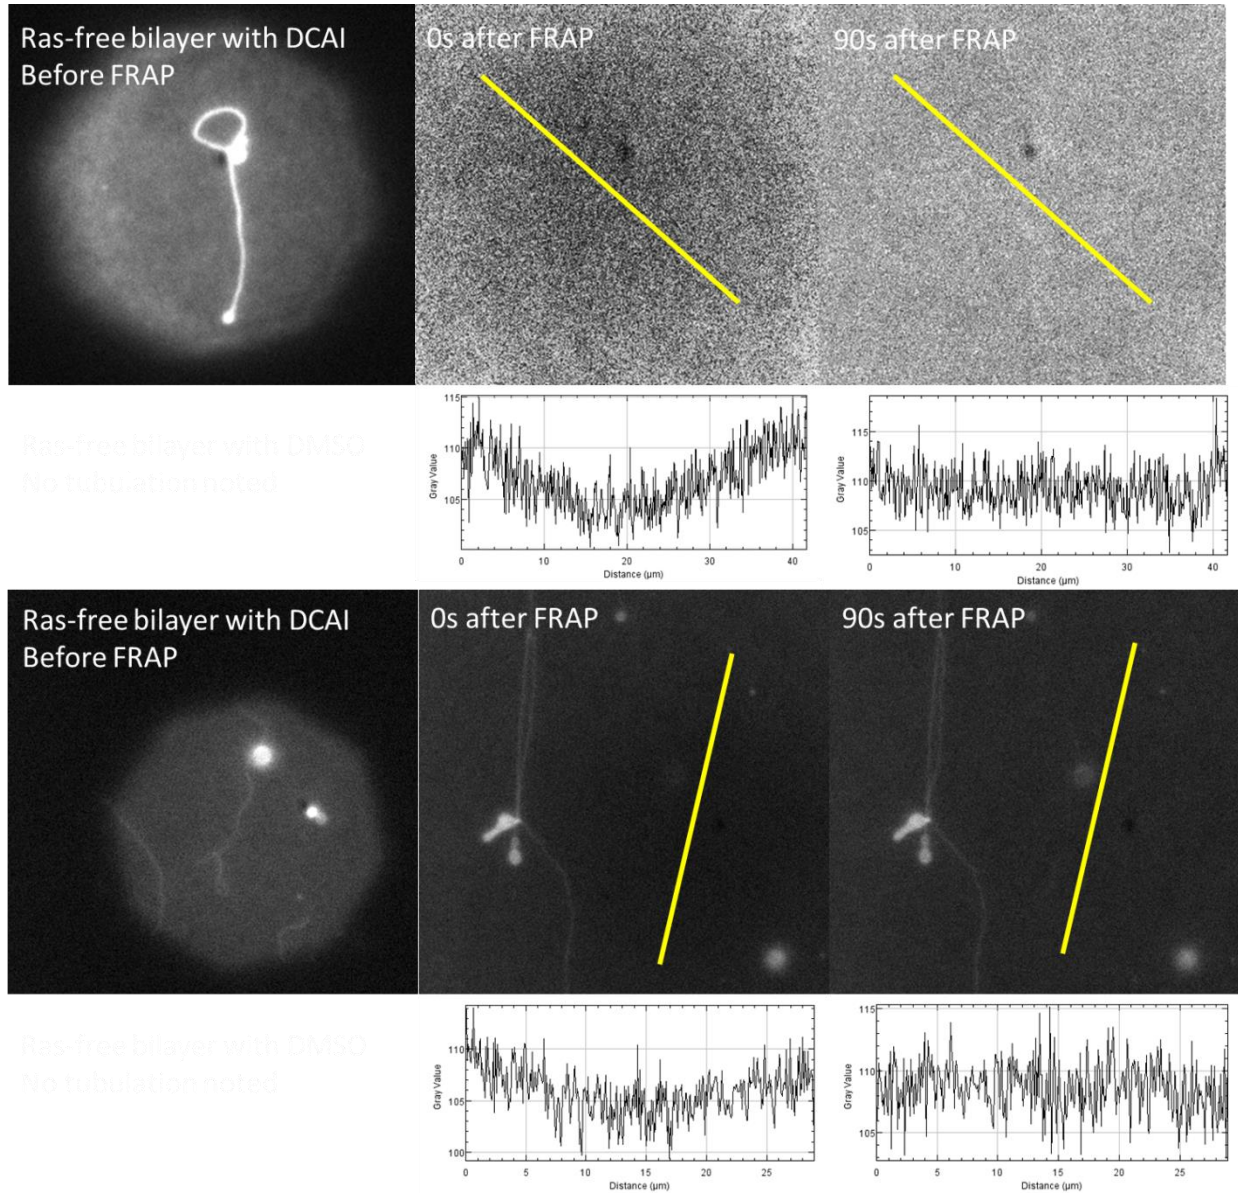 Ras-free bilayer with DCAI
Before FRAP
0s after FRAP
90s after FRAP
Ras-free bilayer with DMSO
No tubulation noted
115
110
105
Gray Value
0
10
20
30
40
Distance (µm)
115
110
105
Gray Value
0
10
20
30
40
Distance (µm)
Ras-free bilayer with DCAI
Before FRAP
0s after FRAP
90s after FRAP
Ras-free bilayer with DMSO
No tubulation noted
110
105
100
Gray Value
0
5
10
15
20
25
Distance (µm)
115
110
105
Gray Value
0
5
10
15
20
25
Distance (µm)